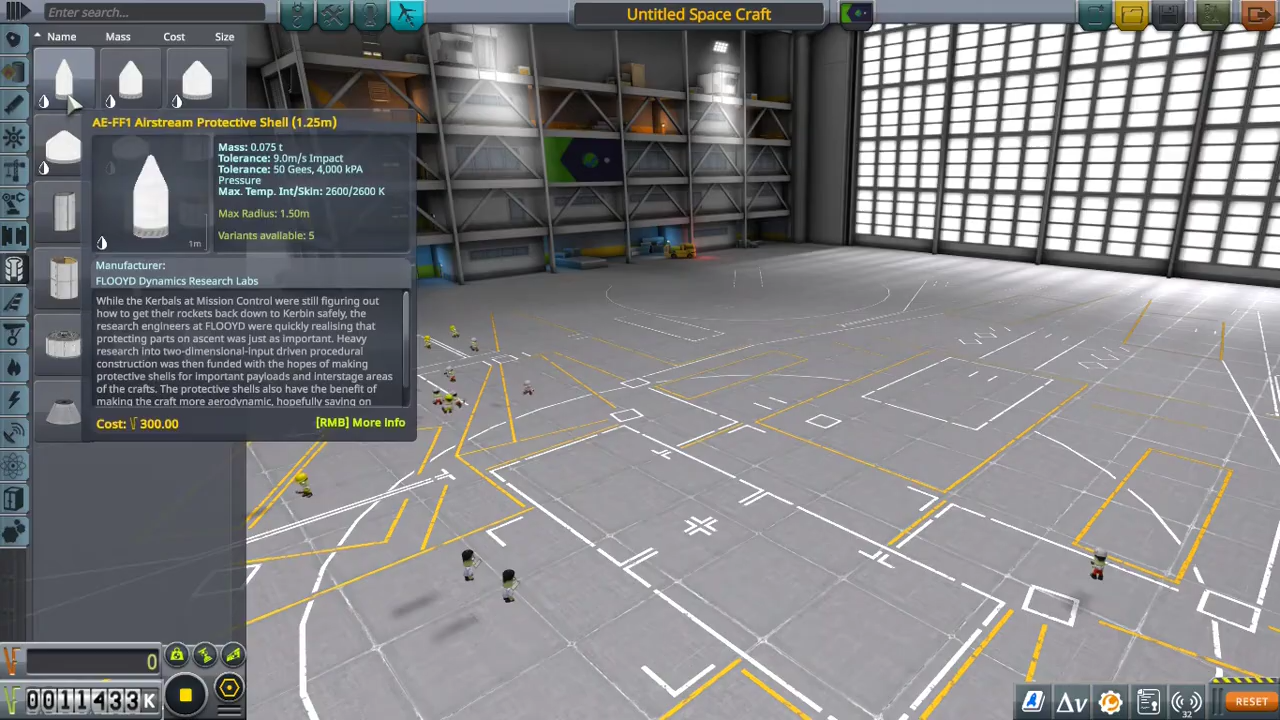 Enter search...
Untitled Space Craft
Name Mass Cost Size
AE-FF1 Airstream Protective Shell (1.25m)
Mass: 0.075 t
Tolerance: 9.0m/s Impact
Tolerance: 50 Gees, 4,000 kPA
Pressure
Max. Temp. Int/Skin: 2600/2600 K
Max Radius: 1.50m
Variants available: 5
1m
Manufacturer:
FLOOYD Dynamics Research Labs
While the Kerbals at Mission Control were still figuring out
how to get their rockets back down to Kerbin safely, the
research engineers at FLOOYD were quickly realising that
protecting parts on ascent was just as important. Heavy
research into two-dimensional-input driven procedural
construction was then funded with the hopes of making
protective shells for important payloads and interstage areas
of the crafts. The protective shells also have the benefit of
making the craft more aerodynamic, hopefully saving on
Cost: 300.00
[RMB] More Info
0
0011433K
Δv
32
RESET